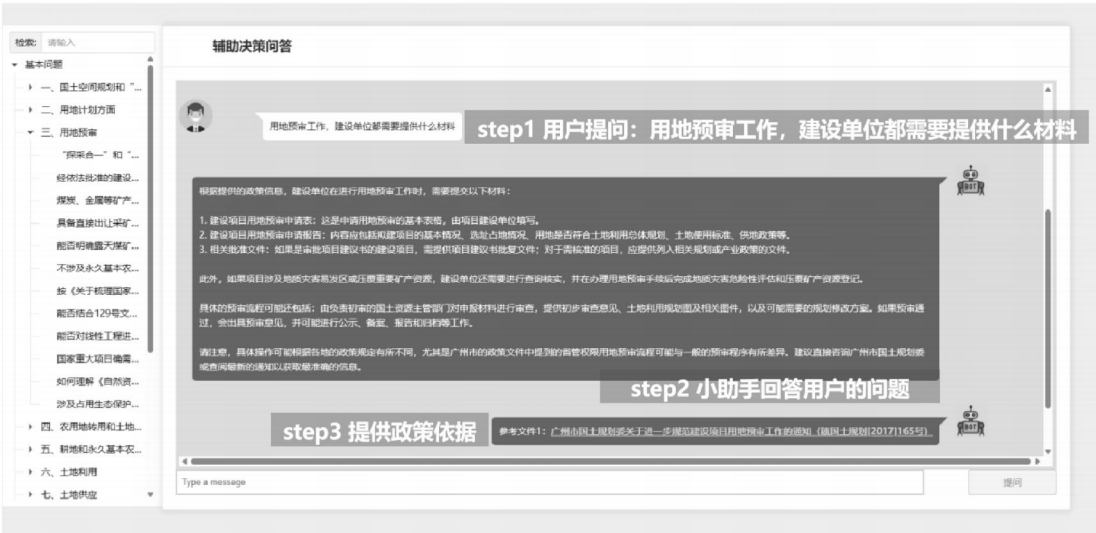 检索: 请输入
辅助决策问答
基本问题
一、国土空间规划和 "...
二、用地计划方面
三、用地预审
"探采合一" 和 "...
经依法批准的建设...
煤炭、金属等矿产...
具备直接出让采矿...
能否明确露天煤矿...
不涉及永久基本农...
按《关于梳理国家...
能否结合129号文...
能否对线性工程进...
国家重大项目确需...
如何理解《自然资...
涉及占用生态保护...
四、农用地转用和土地...
五、耕地和永久基本农...
六、土地利用
七、土地供应
用地预审工作，建设单位都需要提供什么材料
step1 用户提问：用地预审工作，建设单位都需要提供什么材料
BOT
根据提供的政策信息，建设单位在进行用地预审工作时，需要提交以下材料：
1. 建设项目用地预审申请表：这是申请用地预审的基本表格，由项目建设单位填写。
2. 建设项目用地预审申请报告：内容应包括拟建项目的基本情况、选址占地情况、用地是否符合土地利用总体规划、土地使用标准、供地政策等。
3. 相关批准文件：如果是审批项目建议书的建设项目，需提供项目建议书批复文件；对于需核准的项目，应提供列入相关规划或产业政策的文件。
此外，如果项目涉及地质灾害易发区或压覆重要矿产资源，建设单位还需要进行查询核实，并在办理用地预审手续后完成地质灾害危险性评估和压覆矿产资源登记。
具体的预审流程可能还包括：由负责初审的国土资源主管部门对申报材料进行审查，提供初步审查意见、土地利用规划图及相关图件，以及可能需要的规划修改方案。如果预审通
过，会出具预审意见，并可能进行公示、备案、报告和归档等工作。
请注意，具体操作可能根据各地的政策规定有所不同，尤其是广州市的政策文件中提到的省管权限用地预审流程可能与一般的预审程序有所差异。建议直接咨询广州市国土规划委
或查阅最新的通知以获取最准确的信息。
step2 小助手回答用户的问题
step3 提供政策依据
参考文件1：广州市国土规划委关于进一步规范建设项目用地预审工作的通知（穗国土规划[2017]165号）
BOT
Type a message
提问